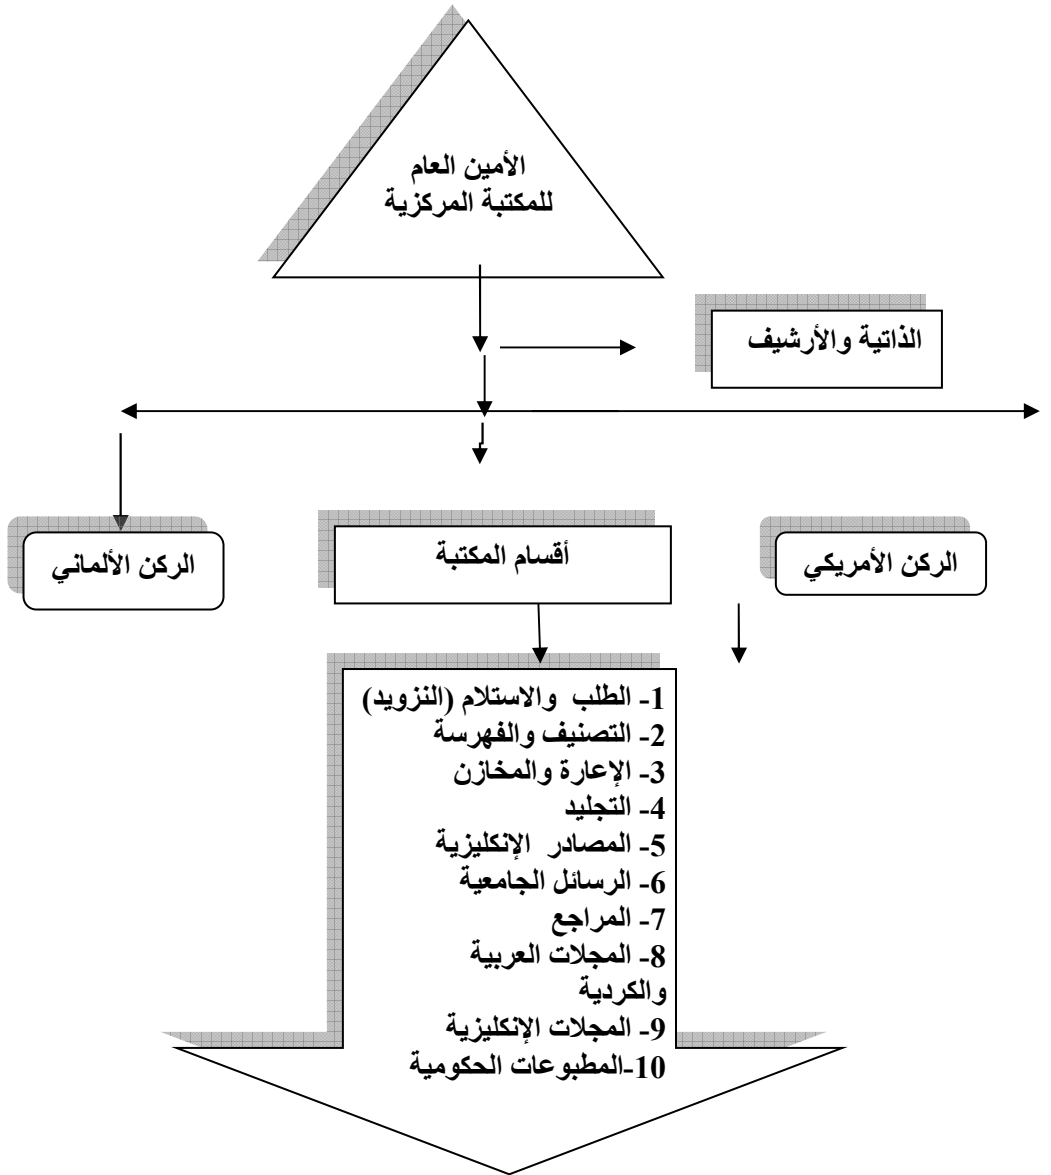 الأمين العام
للمكتبة المركزية
الذاتية والأرشيف
الركن الأمريكي
أقسام المكتبة
الركن الألماني
1- الطلب والاستلام (النزويد)
2- التصنيف والفهرسة
3- الإعارة والمخازن
4- التجليد
5- المصادر الإنكليزية
6- الرسائل الجامعية
7- المراجع
8- المجلات العربية
والكردية
9- المجلات الإنكليزية
10-المطبوعات الحكومية